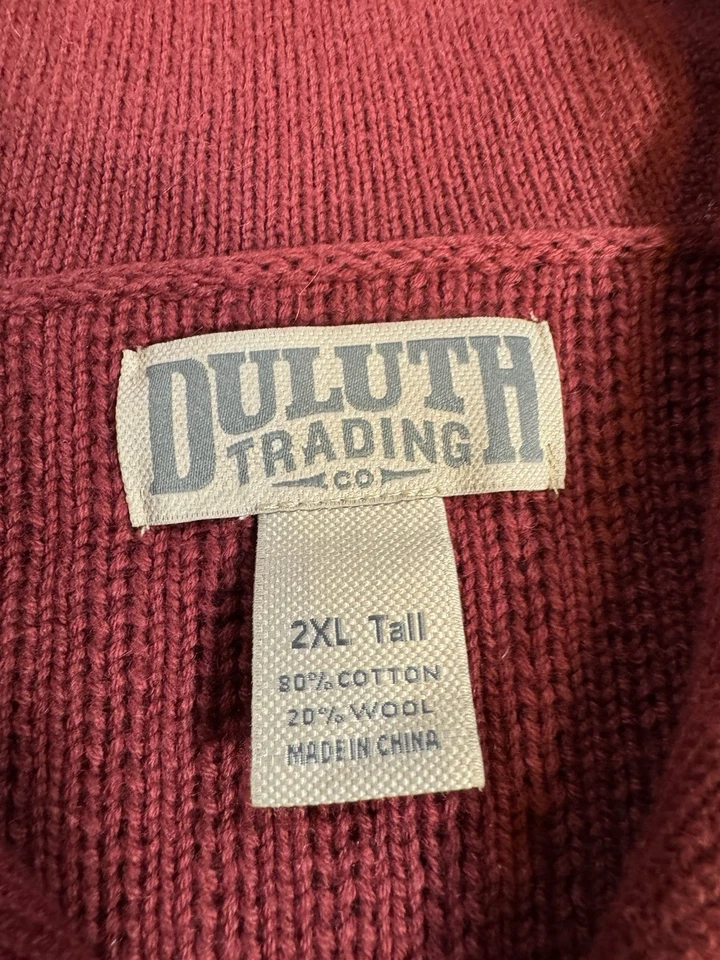 DULUTH
TRADING
CO
2XL Tall
80% COTTON
20% WOOL
MADE IN CHINA